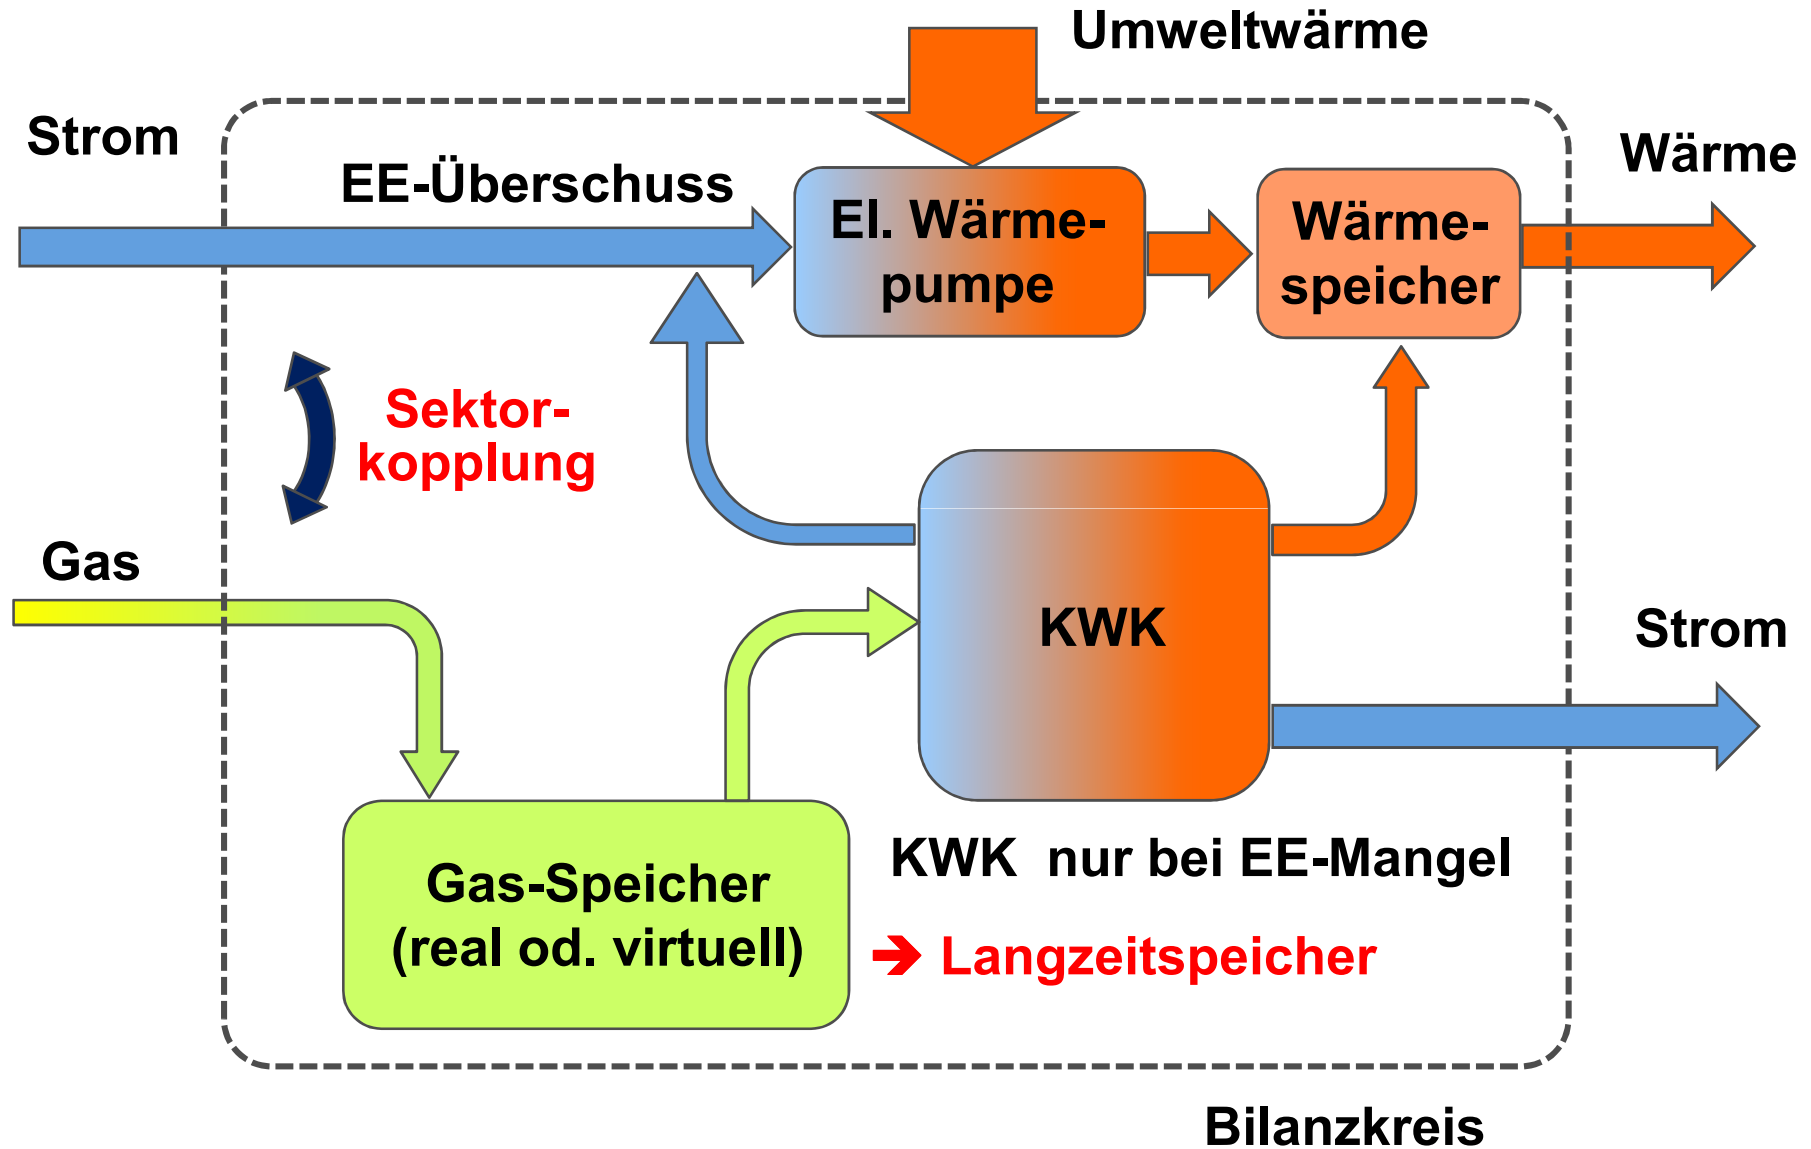 Umweltwärme
Strom
EE-Überschuss
El. Wärme-
pumpe
Wärme-
speicher
Wärme
Sektor-
kopplung
Gas
KWK
Strom
KWK nur bei EE-Mangel
Gas-Speicher
(real od. virtuell)
➔ Langzeitspeicher
Bilanzkreis